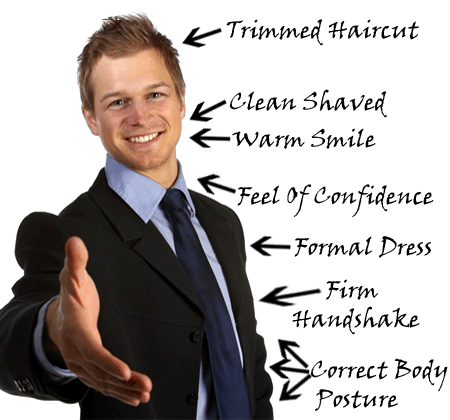 Trimmed Haircut
Clean Shaved
Warm Smile
Feel Of Confidence
Formal Dress
Firm
Handshake
Correct Body
Posture